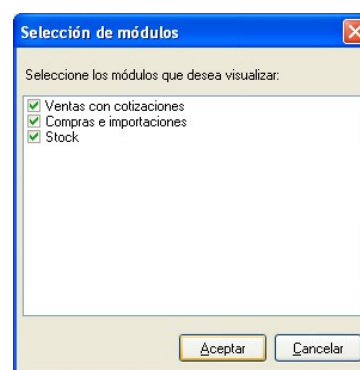 Selección de módulos
Seleccione los módulos que desea visualizar:
Ventas con cotizaciones
Compras e importaciones
Stock
Aceptar
Cancelar